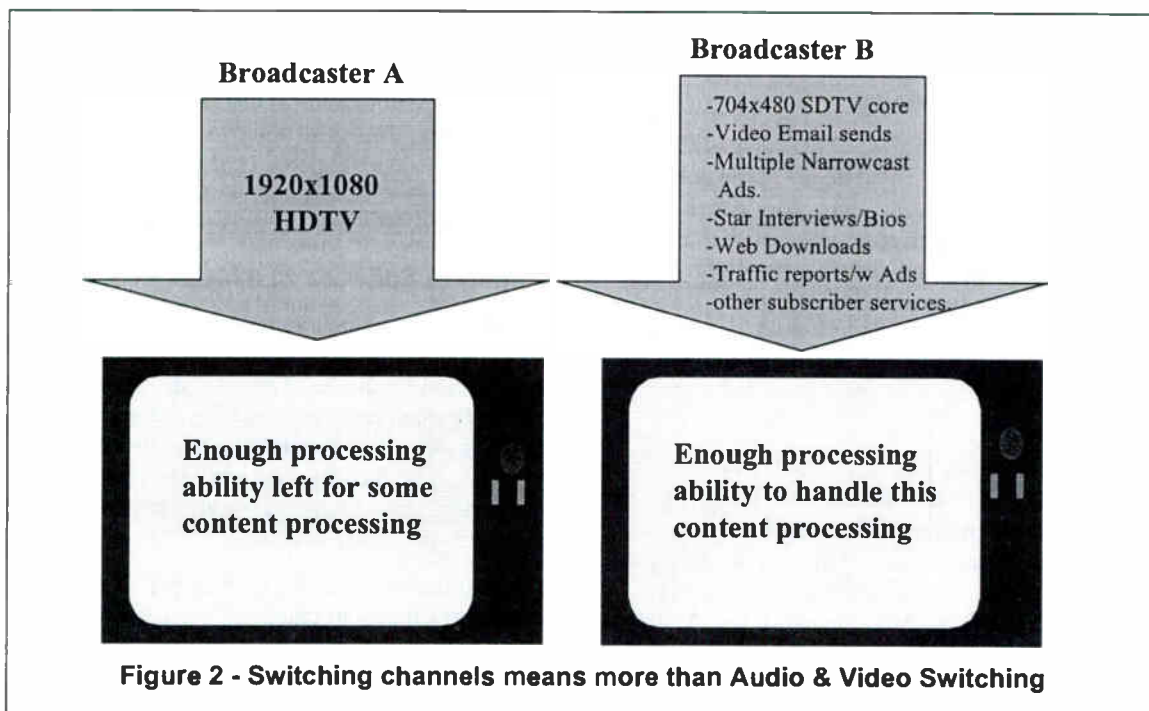 Broadcaster A
1920x1080
HDTV
Enough processing
ability left for some
content processing
Broadcaster B
-704x480 SDTV core
-Video Email sends
-Multiple Narrowcast
Ads.
-Star Interviews/Bios
-Web Downloads
-Traffic reports/w Ads
-other subscriber services.
Enough processing
ability to handle this
content processing
Figure 2 - Switching channels means more than Audio & Video Switching